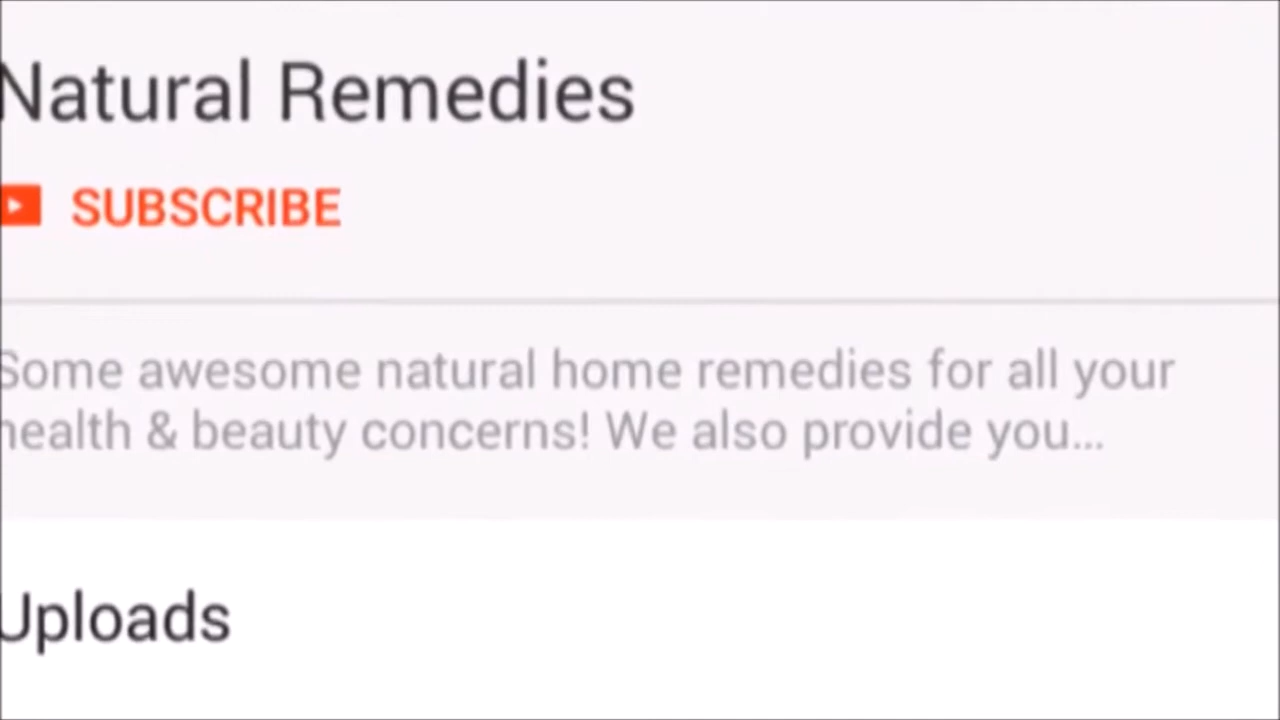 Natural Remedies
SUBSCRIBE
Some awesome natural home remedies for all your
health & beauty concerns! We also provide you...
Uploads